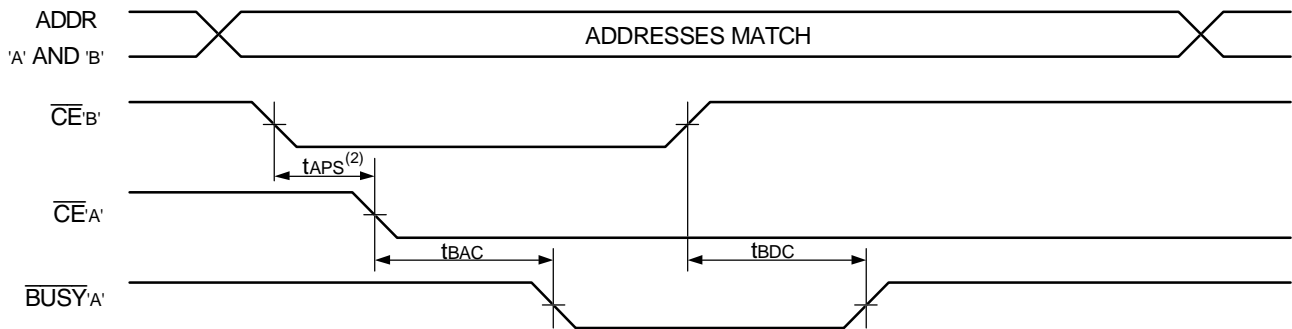 ADDR
'A' AND 'B'
ADDRESSES MATCH
CE'B'
tAPS(2)
CE'A'
tBAC
tBDC
BUSY'A'